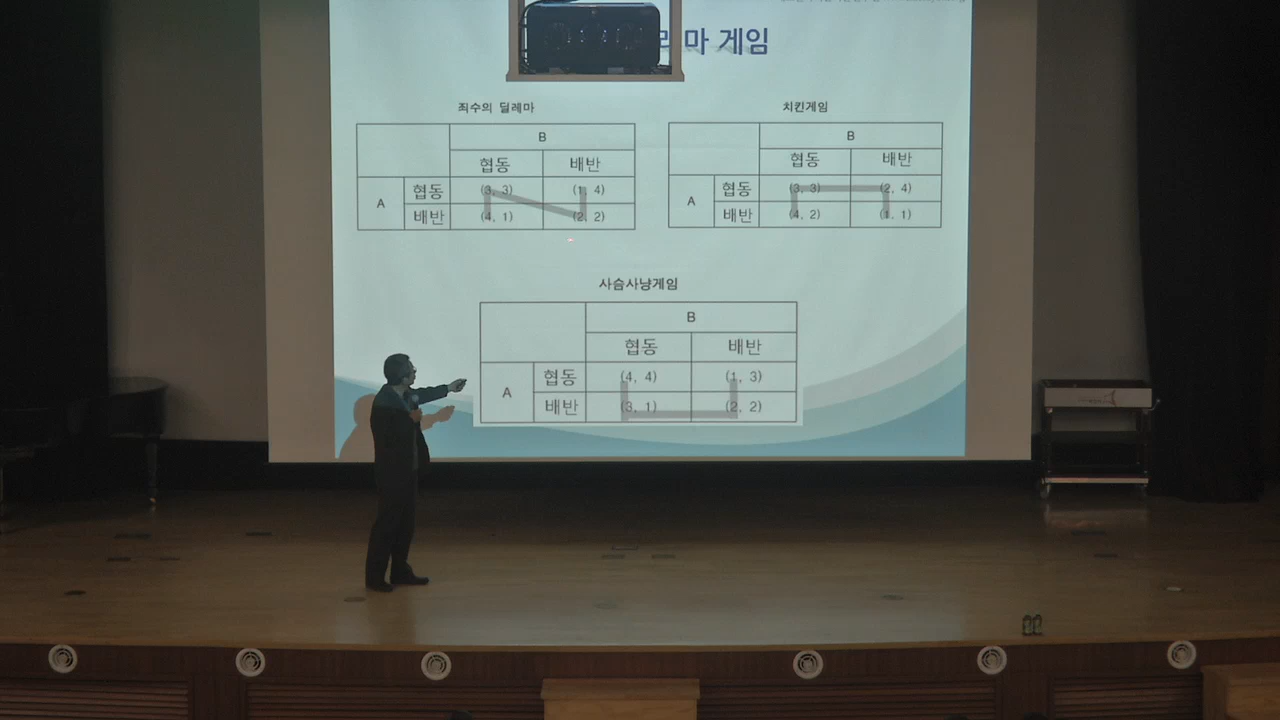 마 게임
죄수의 딜레마
B
협동 배반
A 협동 (3, 3) (1, 4)
배반 (4, 1) (2, 2)
치킨게임
B
협동 배반
A 협동 (3, 3) (2, 4)
배반 (4, 2) (1, 1)
사슴사냥게임
B
협동 배반
A 협동 (4, 4) (1, 3)
배반 (3, 1) (2, 2)